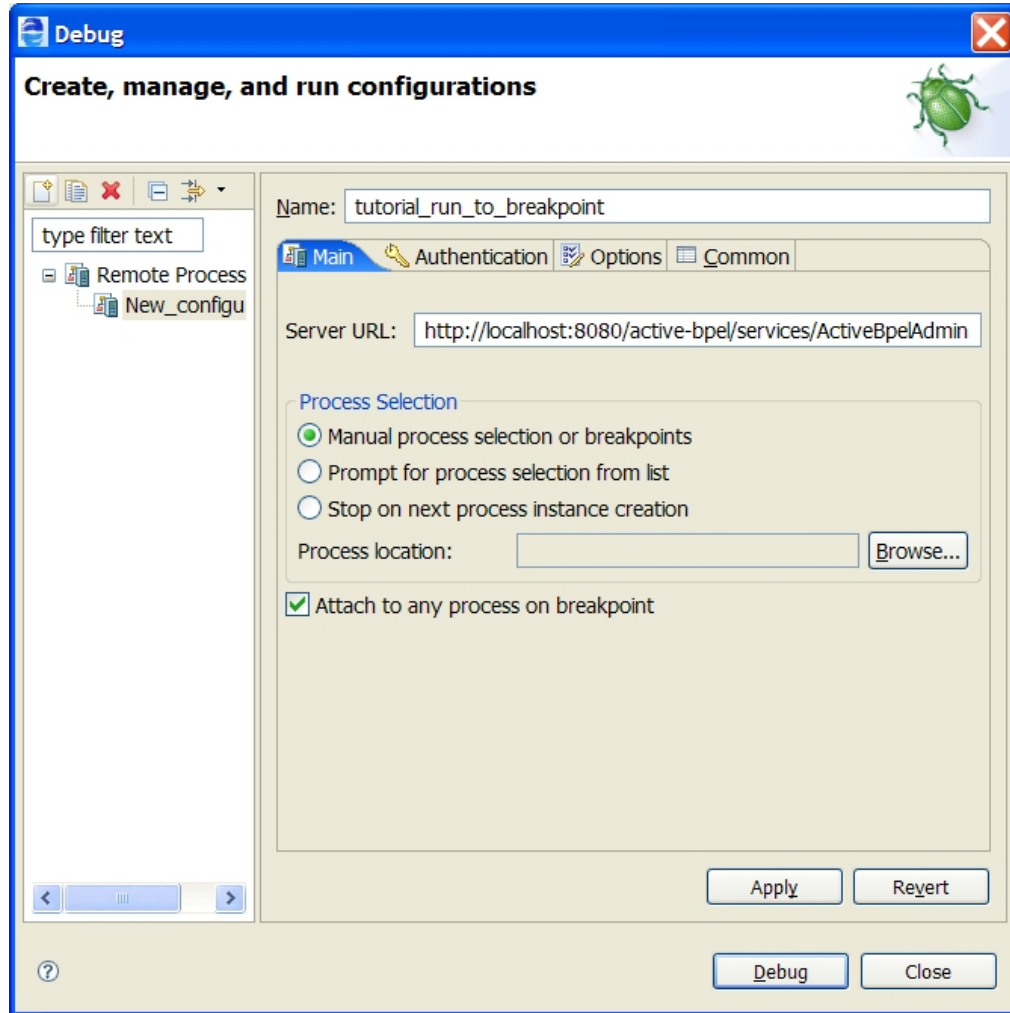 Debug
Create, manage, and run configurations
type filter text
Remote Process
New_configu
Name: tutorial_run_to_breakpoint
Main Authentication Options Common
Server URL: http://localhost:8080/active-bpel/services/ActiveBpelAdmin
Process Selection
Manual process selection or breakpoints
Prompt for process selection from list
Stop on next process instance creation
Process location: Browse...
Attach to any process on breakpoint
Apply Revert
? Debug Close